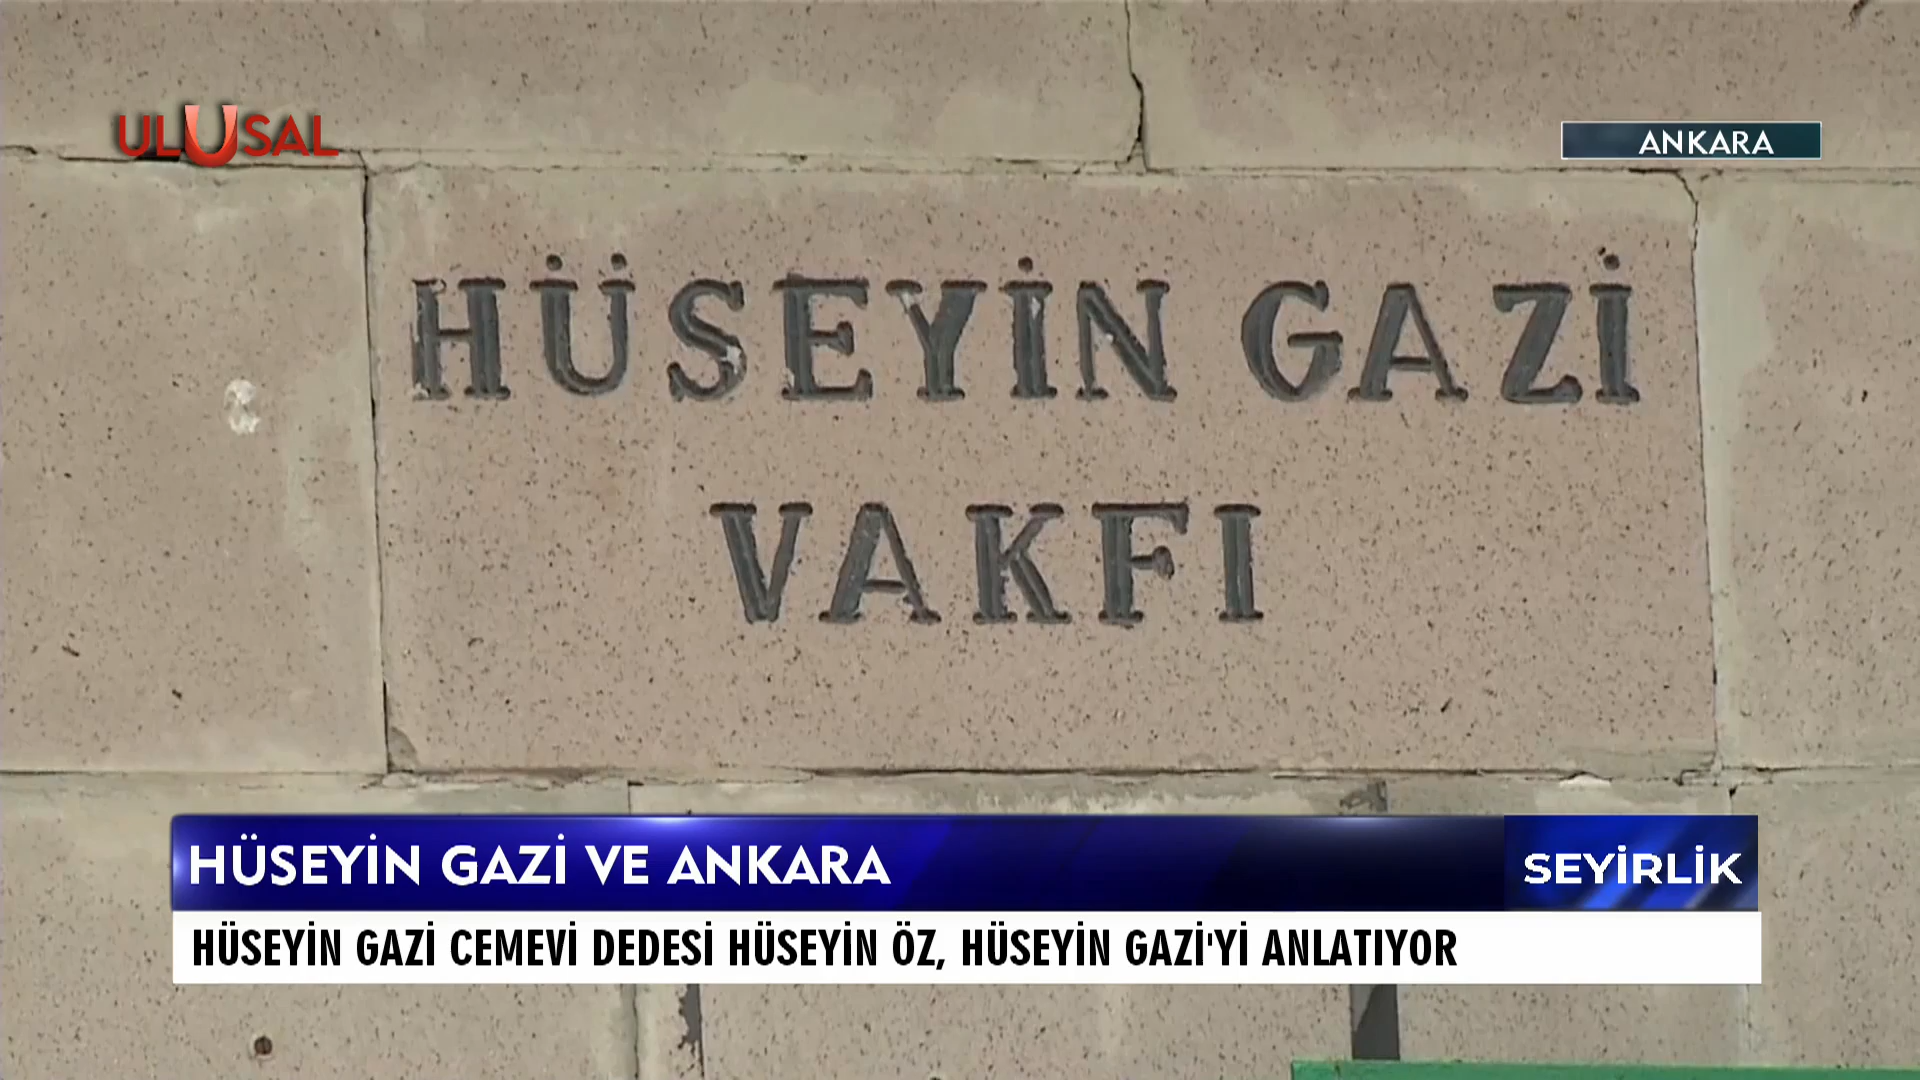 ULUSAL
ANKARA
HÜSEYİN GAZİ
VAKFI
HÜSEYİN GAZİ VE ANKARA
SEYİRLİK
HÜSEYİN GAZİ CEMEVİ DEDESİ HÜSEYİN ÖZ, HÜSEYİN GAZİ'Yİ ANLATIYOR